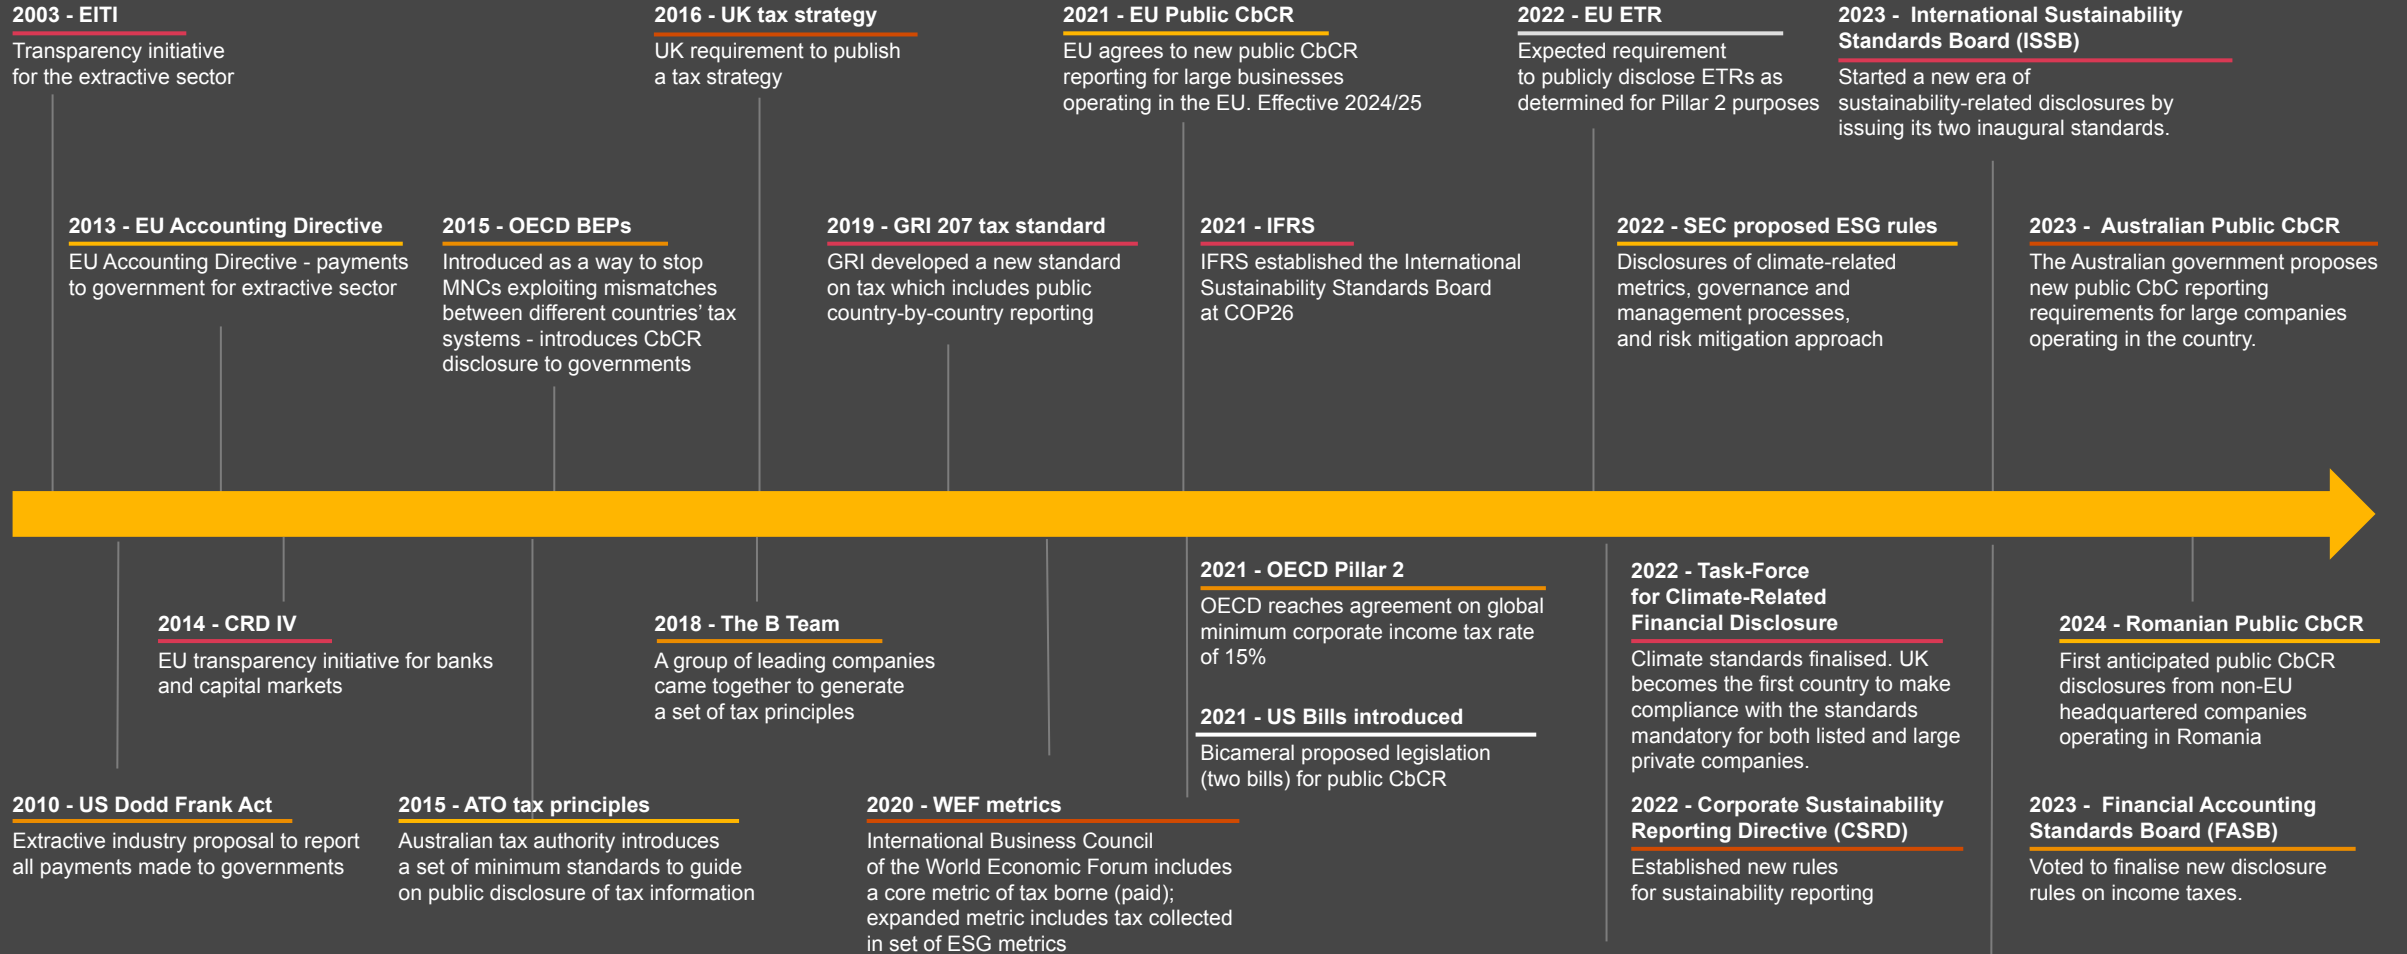 2003 - EITI
Transparency initiative
for the extractive sector
2016 - UK tax strategy
UK requirement to publish
a tax strategy
2021 - EU Public CbCR
EU agrees to new public CbCR
reporting for large businesses
operating in the EU. Effective 2024/25
2022 - EU ETR
Expected requirement
to publicly disclose ETRs as
determined for Pillar 2 purposes
2023 - International Sustainability
Standards Board (ISSB)
Started a new era of
sustainability-related disclosures by
issuing its two inaugural standards.
2013 - EU Accounting Directive
EU Accounting Directive - payments
to government for extractive sector
2015 - OECD BEPs
Introduced as a way to stop
MNCs exploiting mismatches
between different countries’ tax
systems - introduces CbCR
disclosure to governments
2019 - GRI 207 tax standard
GRI developed a new standard
on tax which includes public
country-by-country reporting
2021 - IFRS
IFRS established the International
Sustainability Standards Board
at COP26
2022 - SEC proposed ESG rules
Disclosures of climate-related
metrics, governance and
management processes,
and risk mitigation approach
2023 - Australian Public CbCR
The Australian government proposes
new public CbC reporting
requirements for large companies
operating in the country.
2014 - CRD IV
EU transparency initiative for banks
and capital markets
2018 - The B Team
A group of leading companies
came together to generate
a set of tax principles
2021 - OECD Pillar 2
OECD reaches agreement on global
minimum corporate income tax rate
of 15%
2021 - US Bills introduced
Bicameral proposed legislation
(two bills) for public CbCR
2022 - Task-Force
for Climate-Related
Financial Disclosure
Climate standards finalised. UK
becomes the first country to make
compliance with the standards
mandatory for both listed and large
private companies.
2024 - Romanian Public CbCR
First anticipated public CbCR
disclosures from non-EU
headquartered companies
operating in Romania
2010 - US Dodd Frank Act
Extractive industry proposal to report
all payments made to governments
2015 - ATO tax principles
Australian tax authority introduces
a set of minimum standards to guide
on public disclosure of tax information
2020 - WEF metrics
International Business Council
of the World Economic Forum includes
a core metric of tax borne (paid);
expanded metric includes tax collected
in set of ESG metrics
2022 - Corporate Sustainability
Reporting Directive (CSRD)
Established new rules
for sustainability reporting
2023 - Financial Accounting
Standards Board (FASB)
Voted to finalise new disclosure
rules on income taxes.